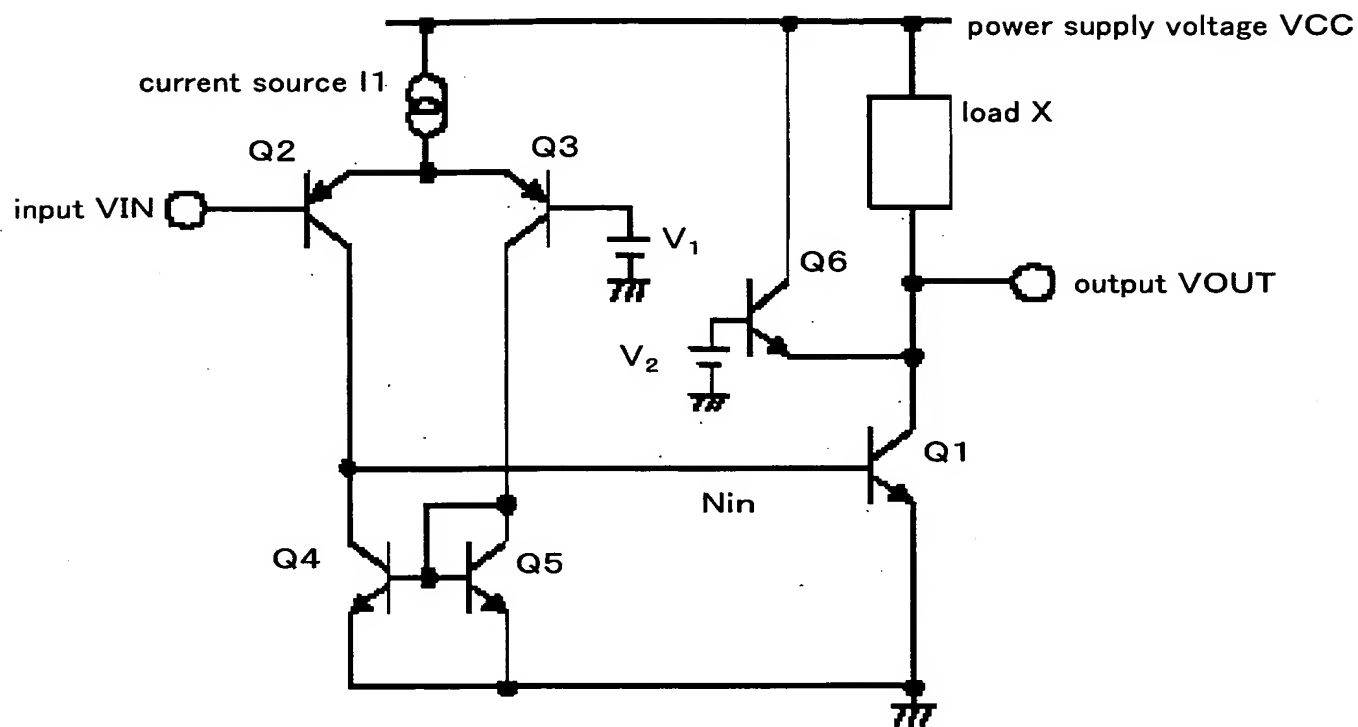 power supply voltage VCC
current source I1
load X
Q2
Q3
input VIN
V₁
Q6
output VOUT
V₂
Q1
Nin
Q4
Q5